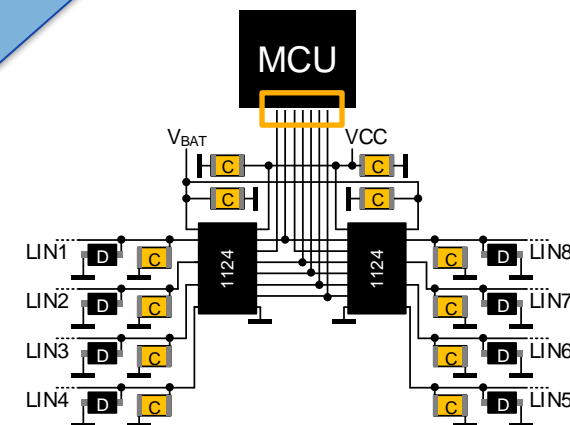 MCU
VBAT VCC
C C
C C
1124 1124
LIN1 D C C D LIN8
LIN2 D C C D LIN7
LIN3 D C C D LIN6
LIN4 D C C D LIN5